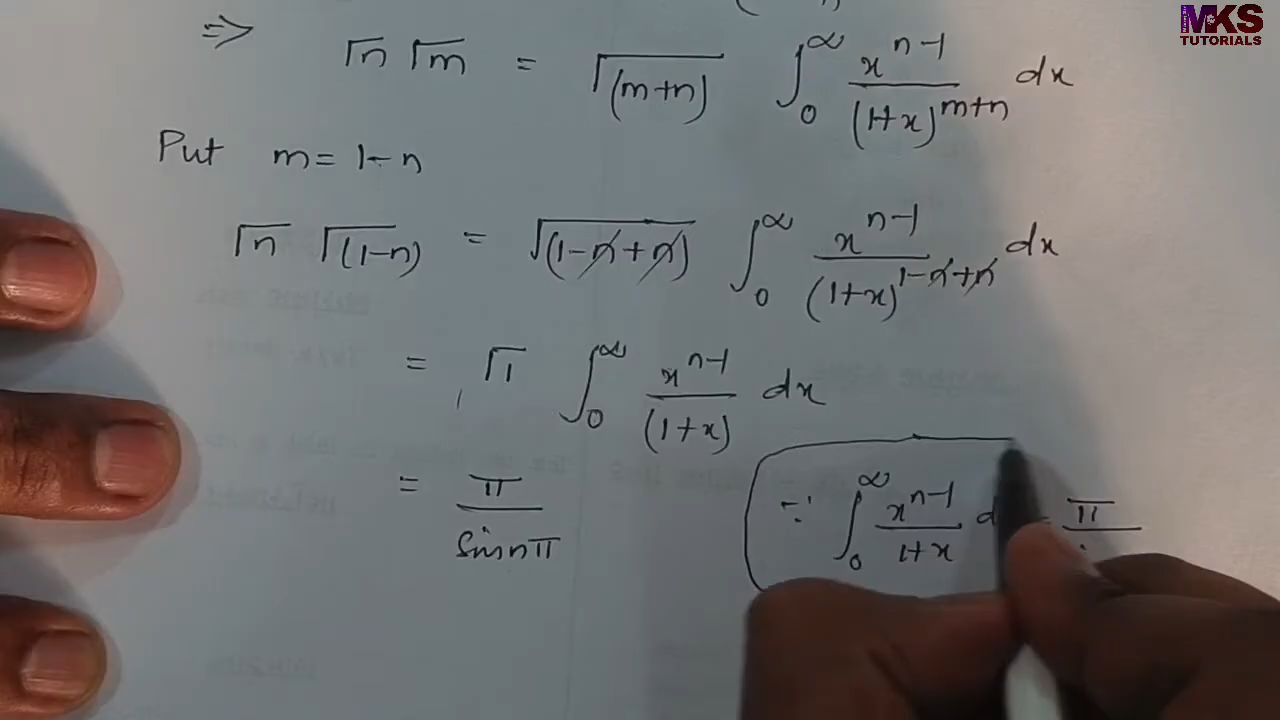 MKS
TUTORIALS
⇒ Γn Γm = Γ(m+n) ∫₀^∞ x^(n-1)/(1+x)^(m+n) dx
Put m = 1-n
Γn Γ(1-n) = Γ(1-n+n) ∫₀^∞ x^(n-1)/(1+x)^(1-n+n) dx
= Γ1 ∫₀^∞ x^(n-1)/(1+x) dx
= π/sin nπ ∵ ∫₀^∞ x^(n-1)/1+x π